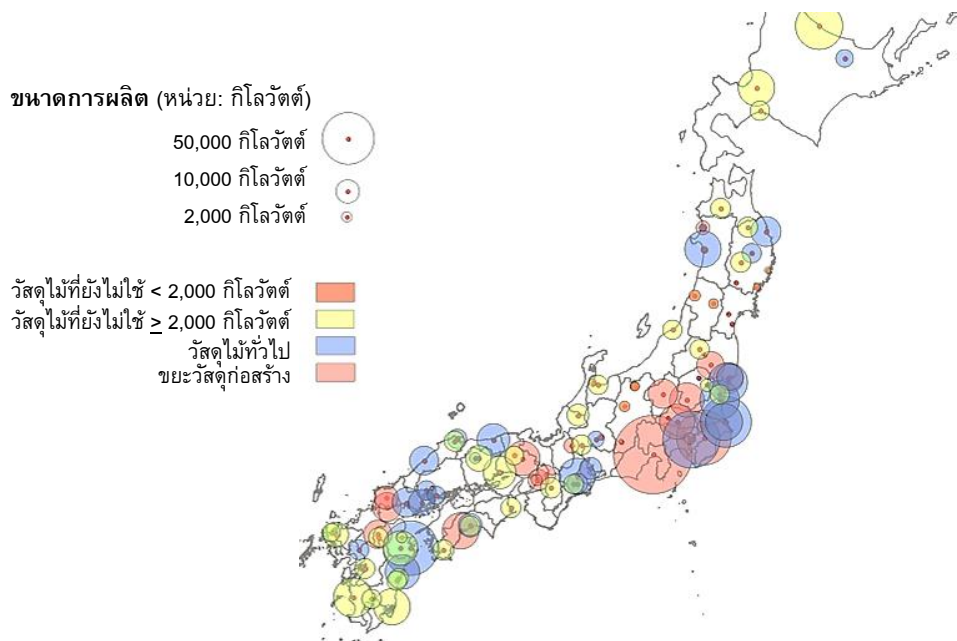 ขนาดการผลิต (หน่วย: กิโลวัตต์)
50,000 กิโลวัตต์
10,000 กิโลวัตต์
2,000 กิโลวัตต์
วัสดุไม้ที่ยังไม่ใช้ < 2,000 กิโลวัตต์
วัสดุไม้ที่ยังไม่ใช้ ≥ 2,000 กิโลวัตต์
วัสดุไม้ทั่วไป
ขยะวัสดุก่อสร้าง